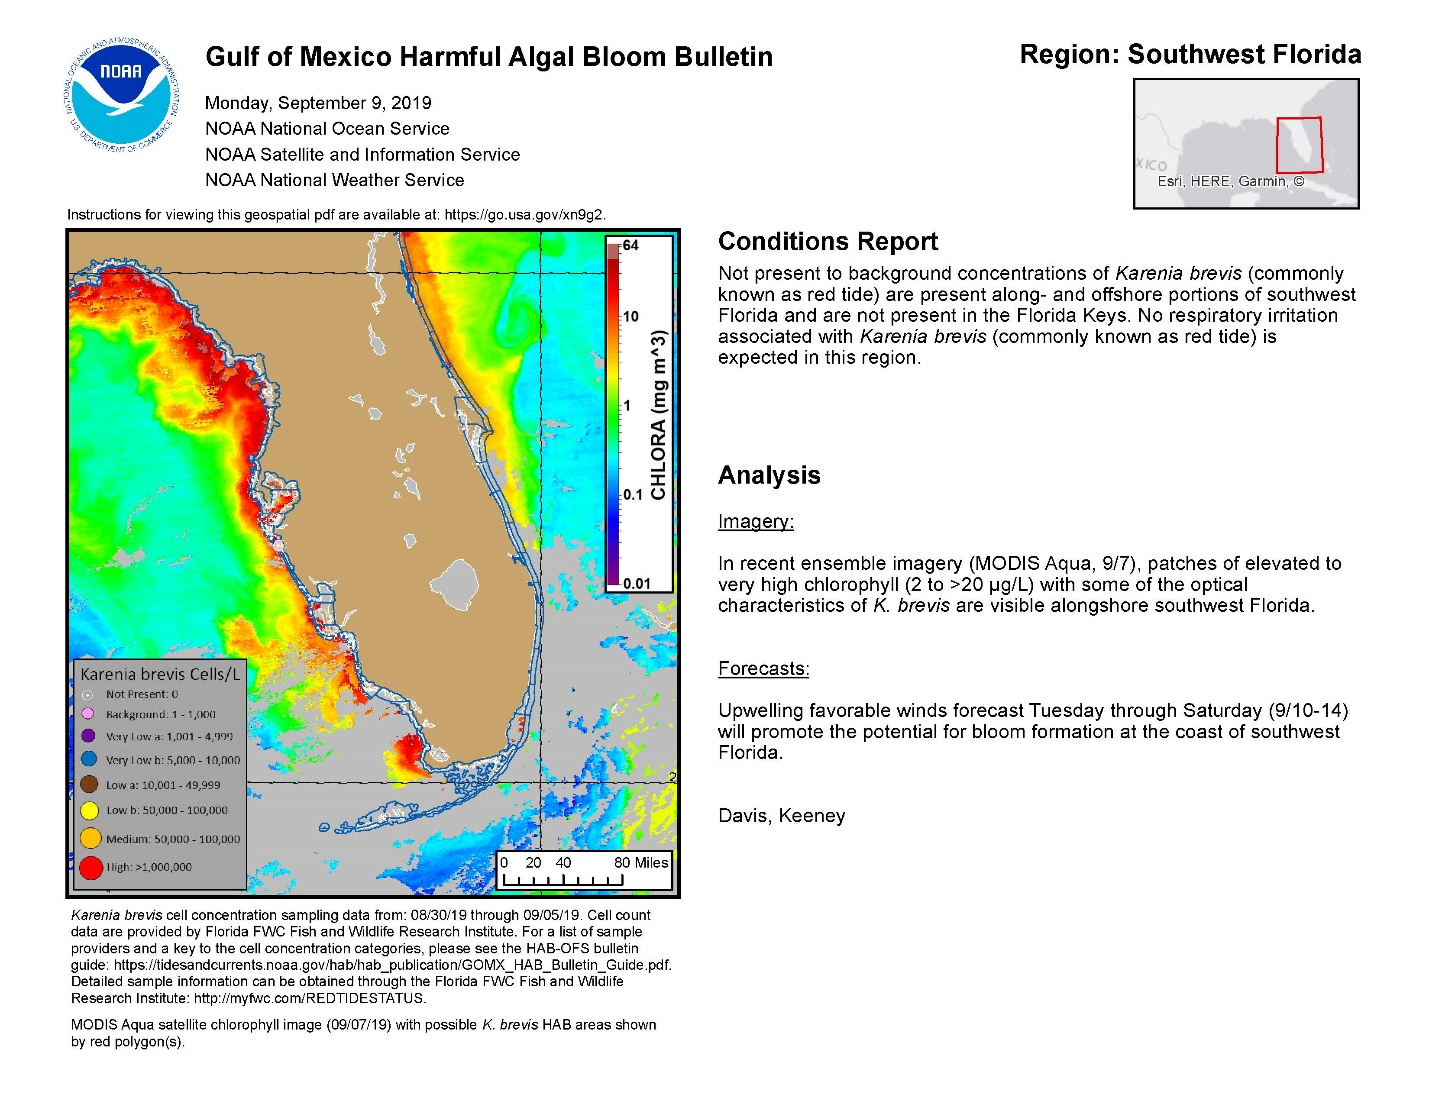 NATIONAL OCEANIC AND ATMOSPHERIC ADMINISTRATION
NOAA
U.S. DEPARTMENT OF COMMERCE
Gulf of Mexico Harmful Algal Bloom Bulletin
Region: Southwest Florida
Monday, September 9, 2019
NOAA National Ocean Service
NOAA Satellite and Information Service
NOAA National Weather Service
XICO
Esri, HERE, Garmin, ©
Instructions for viewing this geospatial pdf are available at: https://go.usa.gov/xn9g2.
64
10
1
0.1
0.01
CHLORA (mg m^3)
2
Karenia brevis Cells/L
Not Present: 0
Background: 1 - 1,000
Very Low a: 1,001 - 4,999
Very Low b: 5,000 - 10,000
Low a: 10,001 - 49,999
Low b: 50,000 - 100,000
Medium: 50,000 - 100,000
High: >1,000,000
0 20 40 80 Miles
Karenia brevis cell concentration sampling data from: 08/30/19 through 09/05/19. Cell count
data are provided by Florida FWC Fish and Wildlife Research Institute. For a list of sample
providers and a key to the cell concentration categories, please see the HAB-OFS bulletin
guide: https://tidesandcurrents.noaa.gov/hab/hab_publication/GOMX_HAB_Bulletin_Guide.pdf.
Detailed sample information can be obtained through the Florida FWC Fish and Wildlife
Research Institute: http://myfwc.com/REDTIDESTATUS.
MODIS Aqua satellite chlorophyll image (09/07/19) with possible K. brevis HAB areas shown
by red polygon(s).
Conditions Report
Not present to background concentrations of Karenia brevis (commonly
known as red tide) are present along- and offshore portions of southwest
Florida and are not present in the Florida Keys. No respiratory irritation
associated with Karenia brevis (commonly known as red tide) is
expected in this region.
Analysis
Imagery:
In recent ensemble imagery (MODIS Aqua, 9/7), patches of elevated to
very high chlorophyll (2 to >20 µg/L) with some of the optical
characteristics of K. brevis are visible alongshore southwest Florida.
Forecasts:
Upwelling favorable winds forecast Tuesday through Saturday (9/10-14)
will promote the potential for bloom formation at the coast of southwest
Florida.
Davis, Keeney